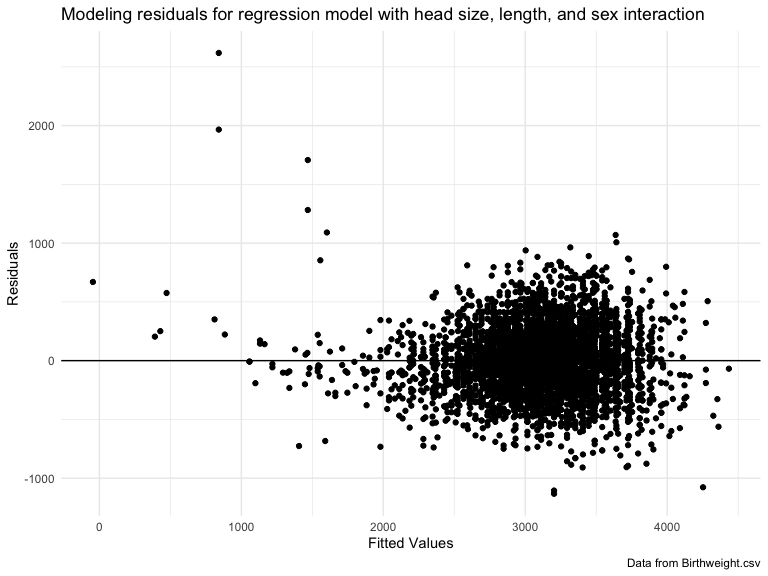 Modeling residuals for regression model with head size, length, and sex interaction
2000
1000
0
-1000
Residuals
0 1000 2000 3000 4000
Fitted Values
Data from Birthweight.csv